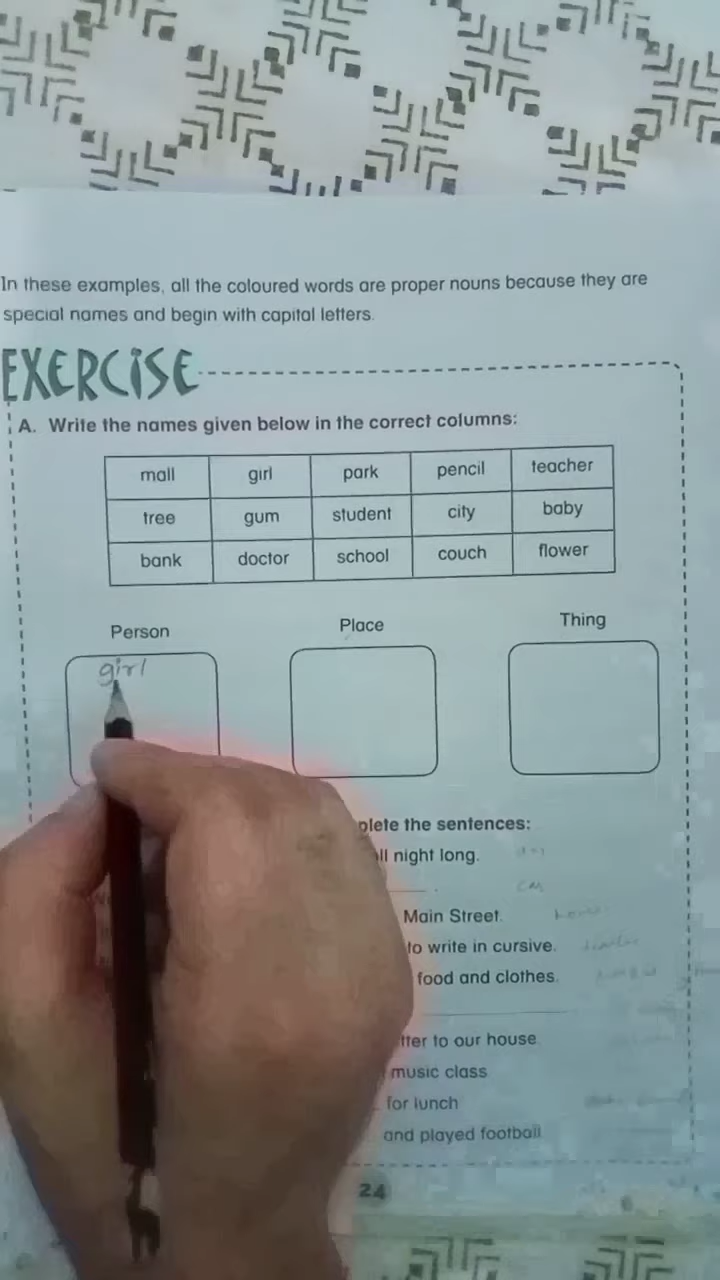 In these examples, all the coloured words are proper nouns because they are
special names and begin with capital letters.
EXERCISE
A. Write the names given below in the correct columns:
mall girl park pencil teacher
tree gum student city baby
bank doctor school couch flower
Person Place Thing
girl
the sentences:
night long.
Main Street.
to write in cursive.
food and clothes.
to our house
music class
for lunch
and played football
24